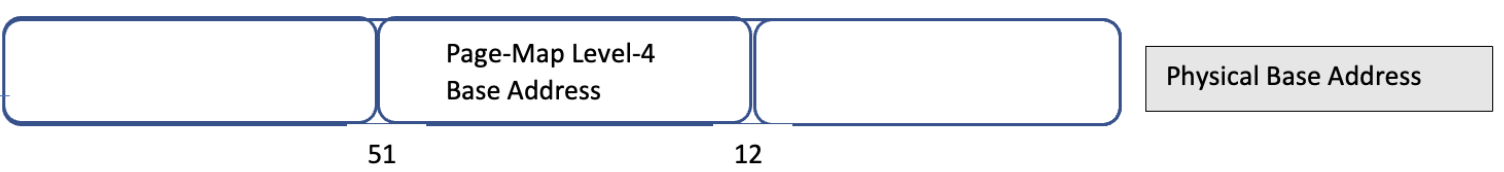 Page-Map Level-4
Base Address
Physical Base Address
51
12